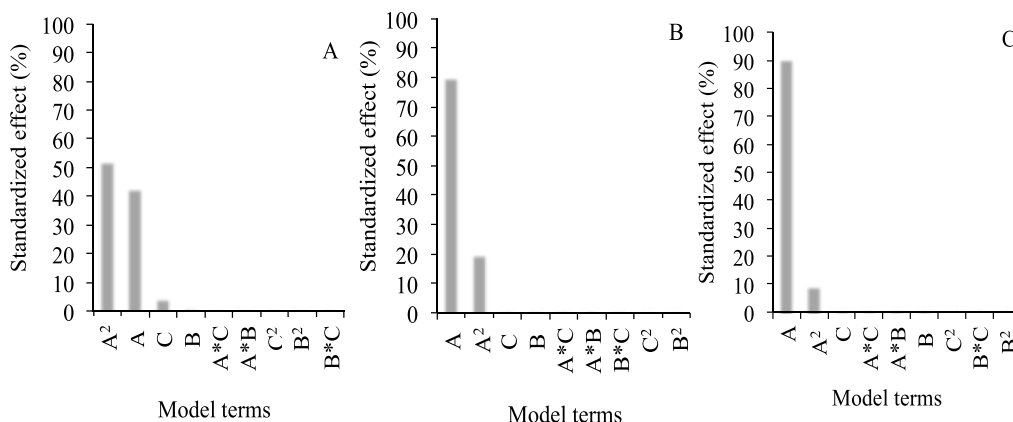 A
Standardized effect (%)
100
90
80
70
60
50
40
30
20
10
0
A²
A
C
B
A*C
A*B
C²
B²
B*C
Model terms
B
Standardized effect (%)
100
90
80
70
60
50
40
30
20
10
0
A
A²
C
B
A*C
A*B
B*C
C²
B²
Model terms
C
Standardized effect (%)
100
90
80
70
60
50
40
30
20
10
0
A
A²
C
A*C
A*B
B
C²
B*C
B²
Model terms